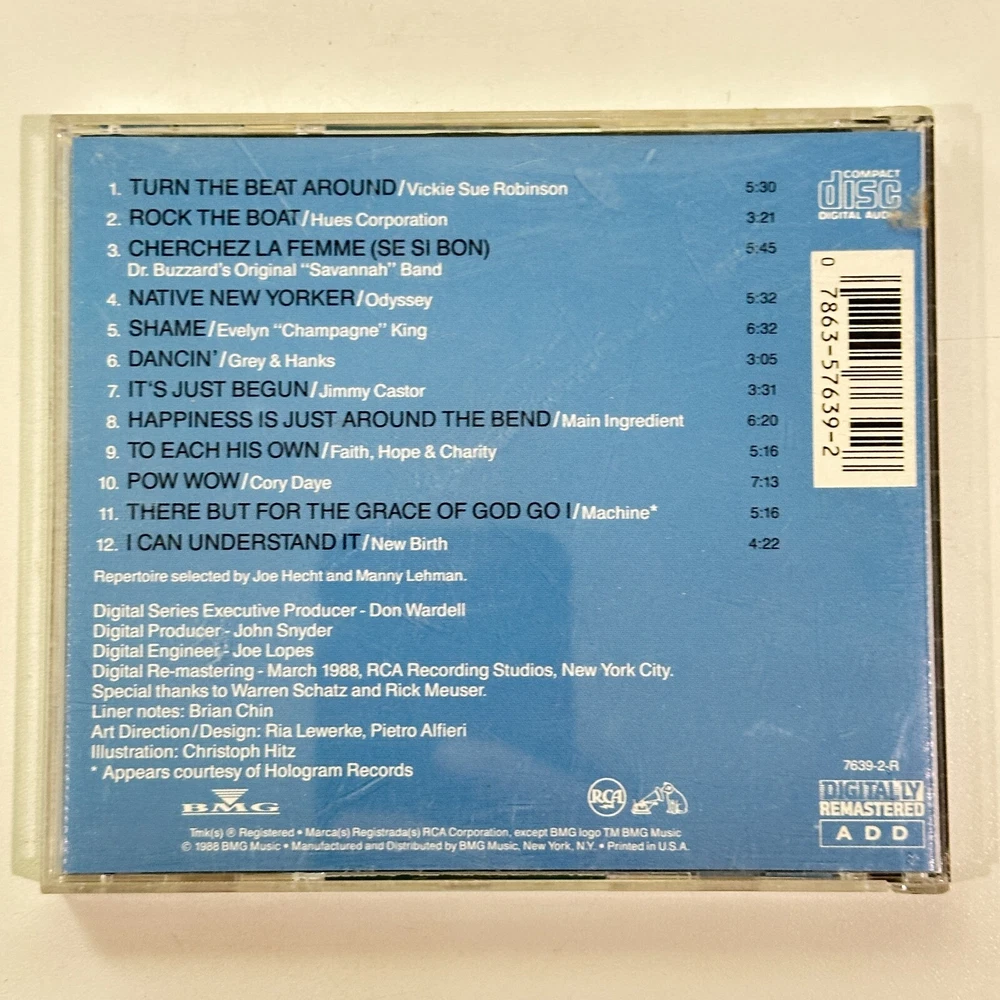 1. TURN THE BEAT AROUND/Vickie Sue Robinson 5:30
2. ROCK THE BOAT/Hues Corporation 3:21
3. CHERCHEZ LA FEMME (SE SI BON) 5:45
Dr. Buzzard's Original "Savannah" Band
4. NATIVE NEW YORKER/Odyssey 5:32
5. SHAME/Evelyn "Champagne" King 6:32
6. DANCIN'/Grey & Hanks 3:05
7. IT'S JUST BEGUN/Jimmy Castor 3:31
8. HAPPINESS IS JUST AROUND THE BEND/Main Ingredient 6:20
9. TO EACH HIS OWN/Faith, Hope & Charity 5:16
10. POW WOW/Cory Daye 7:13
11. THERE BUT FOR THE GRACE OF GOD GO I/Machine* 5:16
12. I CAN UNDERSTAND IT/New Birth 4:22
Repertoire selected by Joe Hecht and Manny Lehman.
Digital Series Executive Producer - Don Wardell
Digital Producer - John Snyder
Digital Engineer - Joe Lopes
Digital Re-mastering - March 1988, RCA Recording Studios, New York City.
Special thanks to Warren Schatz and Rick Meuser.
Liner notes: Brian Chin
Art Direction/Design: Ria Lewerke, Pietro Alfieri
Illustration: Christoph Hitz
* Appears courtesy of Hologram Records
BMG
RCA
Tmk(s) ® Registered • Marca(s) Registrada(s) RCA Corporation, except BMG logo TM BMG Music
© 1988 BMG Music • Manufactured and Distributed by BMG Music, New York, N.Y. • Printed in U.S.A.
COMPACT
disc
DIGITAL AUDIO
0 7863-57639-2
7639-2-R
DIGITALLY
REMASTERED
ADD